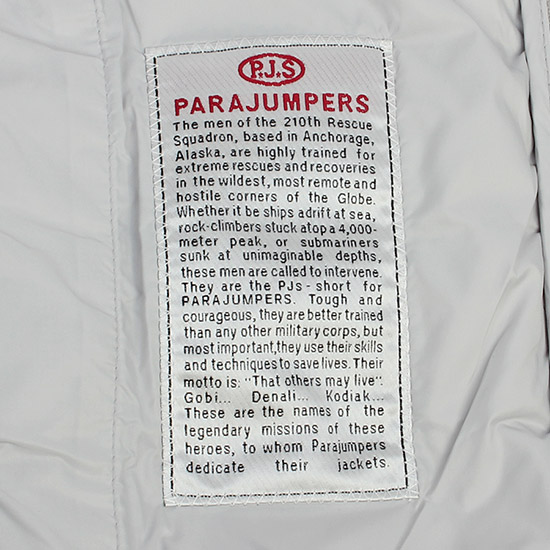 P.J.S
PARAJUMPERS
The men of the 210th Rescue
Squadron, based in Anchorage,
Alaska, are highly trained for
extreme rescues and recoveries
in the wildest, most remote and
hostile corners of the Globe.
Whether it be ships adrift at sea,
rock-climbers stuck atop a 4,000-
meter peak, or submariners
sunk at unimaginable depths,
these men are called to intervene.
They are the PJs - short for
PARAJUMPERS. Tough and
courageous, they are better trained
than any other military corps, but
most important,they use their skills
and techniques to save lives. Their
motto is: "That others may live".
Gobi... Denali... Kodiak...
These are the names of the
legendary missions of these
heroes, to whom Parajumpers
dedicate their jackets.